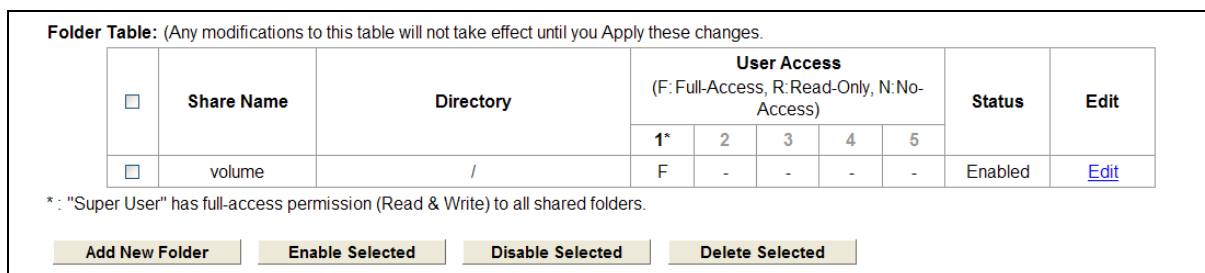 Folder Table: (Any modifications to this table will not take effect until you Apply these changes.
Share Name Directory User Access (F:Full-Access, R:Read-Only, N:No-Access) Status Edit
1* 2 3 4 5
volume / F - - - - Enabled Edit
* : "Super User" has full-access permission (Read & Write) to all shared folders.
Add New Folder Enable Selected Disable Selected Delete Selected